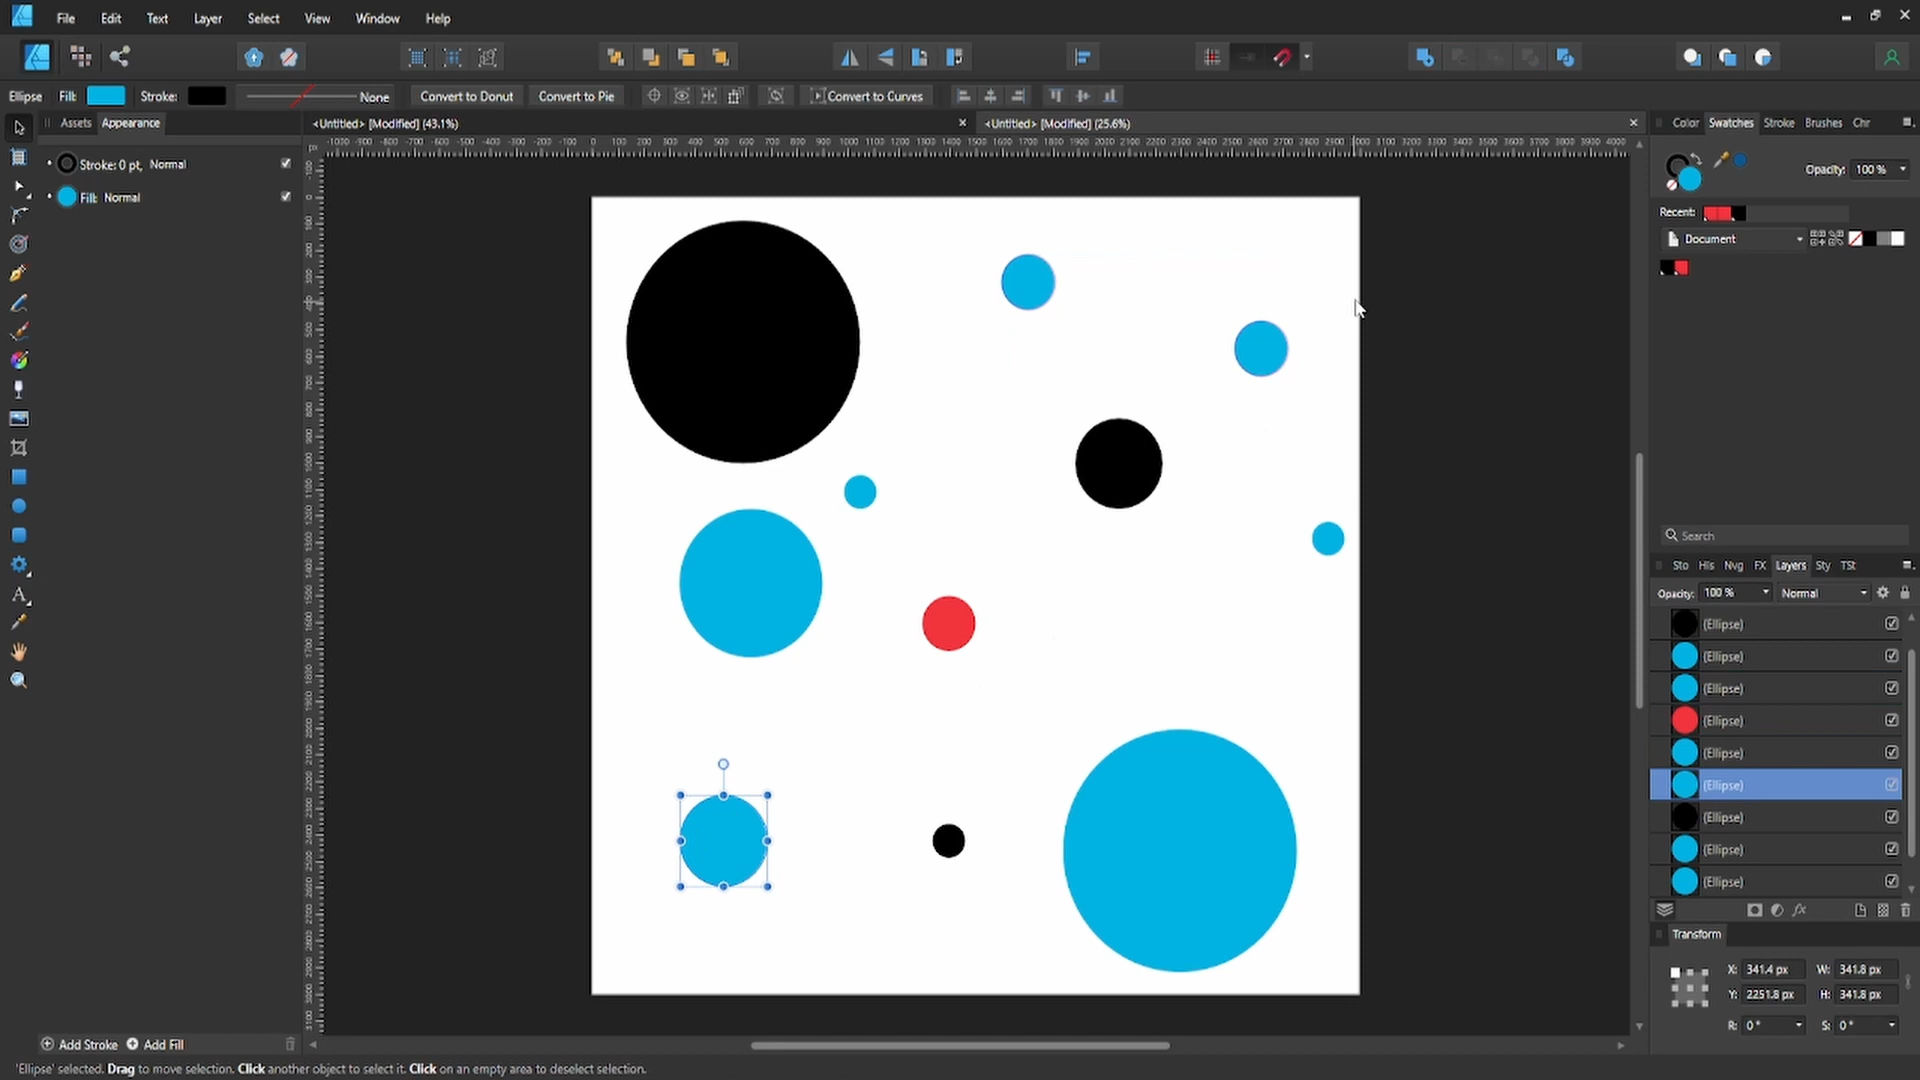 File Edit Text Layer Select View Window Help
Ellipse Fill: Stroke: None Convert to Donut Convert to Pie Convert to Curves
Assets Appearance
<Untitled> [Modified] (43.1%)
<Untitled> [Modified] (25.6%)
Color Swatches Stroke Brushes Chr
px
Stroke: 0 pt, Normal
Fill: Normal
Opacity: 100 %
Recent:
Document
Search
Sto His Nvg FX Layers Sty TSt
Opacity: 100 % Normal
(Ellipse)
(Ellipse)
(Ellipse)
(Ellipse)
(Ellipse)
(Ellipse)
(Ellipse)
(Ellipse)
(Ellipse)
fx
Transform
X: 341.4 px W: 341.8 px
Y: 2251.8 px H: 341.8 px
R: 0° S: 0°
Add Stroke Add Fill
'Ellipse' selected. Drag to move selection. Click another object to select it. Click on an empty area to deselect selection.